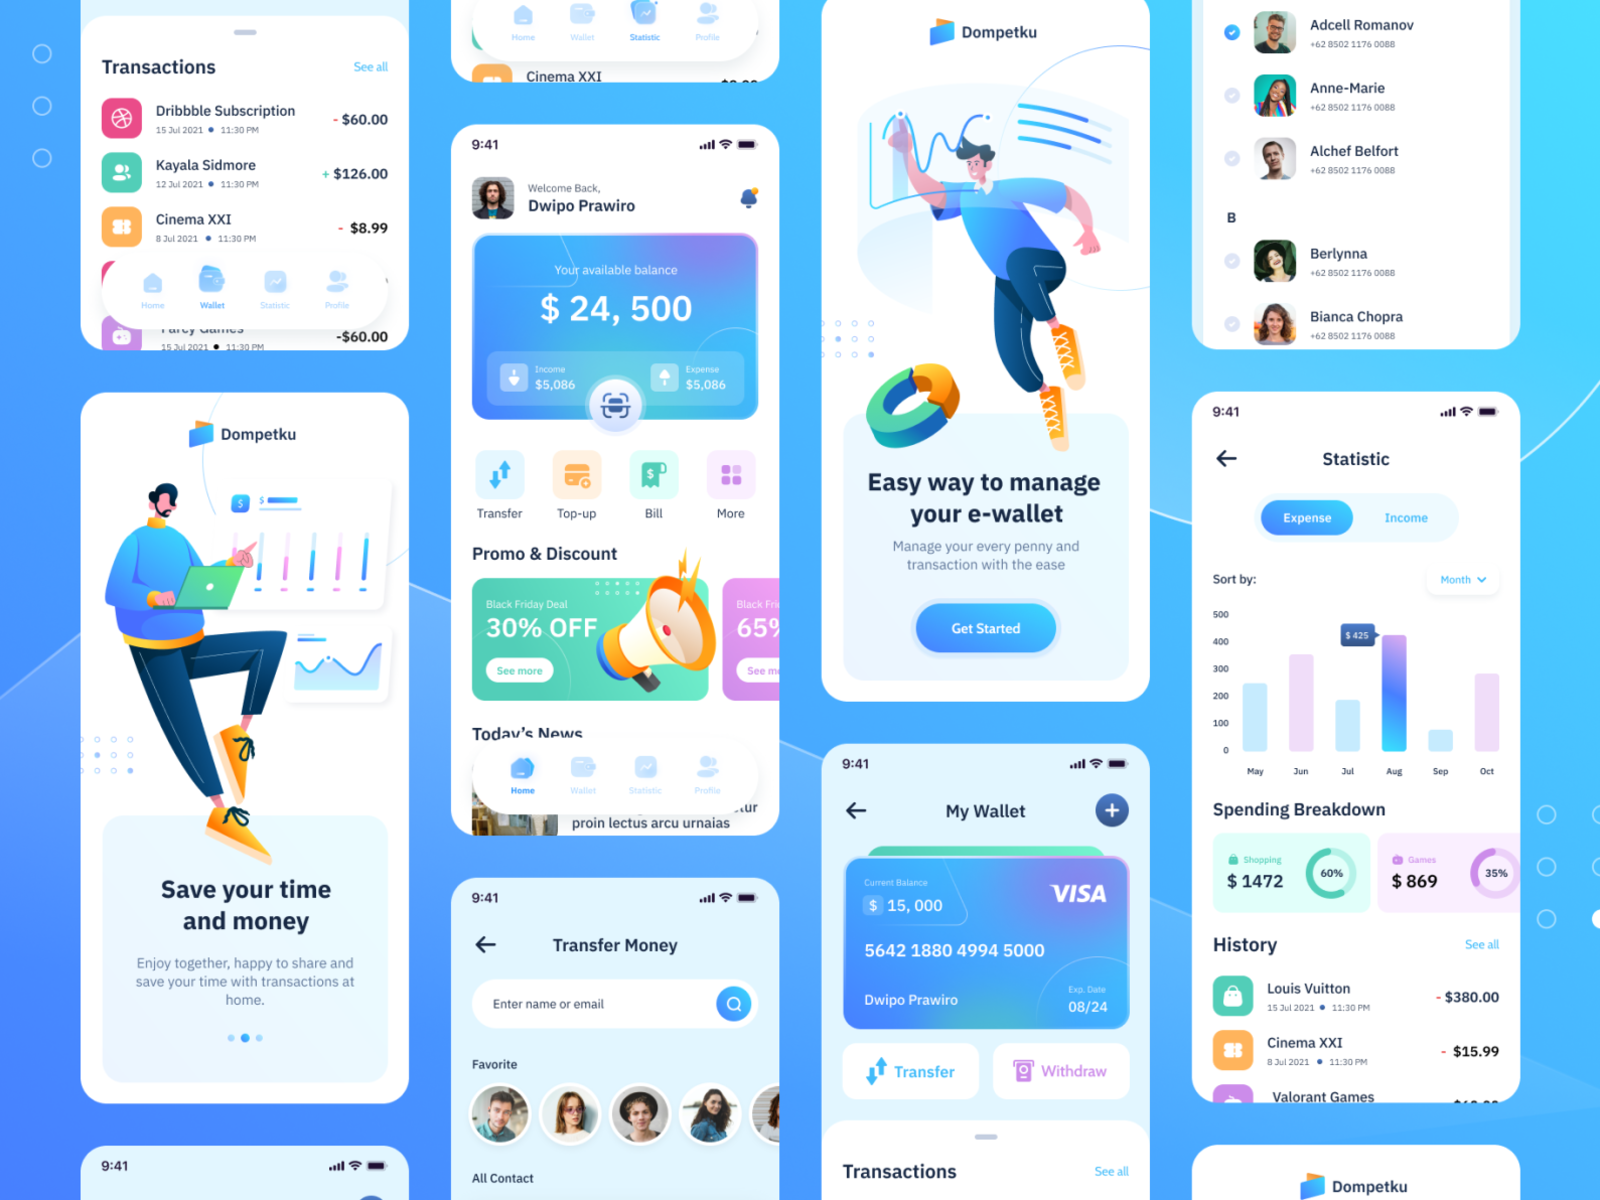 Transactions
See all
Dribbble Subscription
15 Jul 2021 • 11:30 PM
- $60.00
Kayala Sidmore
12 Jul 2021 • 11:30 PM
+ $126.00
Cinema XXI
8 Jul 2021 • 11:30 PM
- $8.99
Home
Wallet
Statistic
Profile
Games
15 Jul 2021 • 11:30 PM
-$60.00
Dompetku
$
$
Save your time
and money
Enjoy together, happy to share and
save your time with transactions at
home.
9:41
Home
Wallet
Statistic
Profile
Cinema XXI
9:41
Welcome Back,
Dwipo Prawiro
Your available balance
$ 24, 500
Income
$5,086
Expense
$5,086
Transfer
Top-up
Bill
More
Promo & Discount
Black Friday Deal
30% OFF
See more
Black Fri
65%
See m
Today's News
Home
Wallet
Statistic
Profile
proin lectus arcu urnaias
9:41
Transfer Money
Enter name or email
Favorite
All Contact
Dompetku
Easy way to manage
your e-wallet
Manage your every penny and
transaction with the ease
Get Started
9:41
My Wallet
Current Balance
$ 15, 000
VISA
5642 1880 4994 5000
Dwipo Prawiro
Exp. Date
08/24
Transfer
Withdraw
Transactions
See all
Adcell Romanov
+62 8502 1176 0088
Anne-Marie
+62 8502 1176 0088
Alchef Belfort
+62 8502 1176 0088
B
Berlynna
+62 8502 1176 0088
Bianca Chopra
+62 8502 1176 0088
9:41
Statistic
Expense
Income
Sort by:
Month
500
400
300
200
100
0
$ 425
May
Jun
Jul
Aug
Sep
Oct
Spending Breakdown
Shopping
$ 1472
60%
Games
$ 869
35%
History
See all
Louis Vuitton
15 Jul 2021 • 11:30 PM
- $380.00
Cinema XXI
8 Jul 2021 • 11:30 PM
- $15.99
Valorant Games
Dompetku